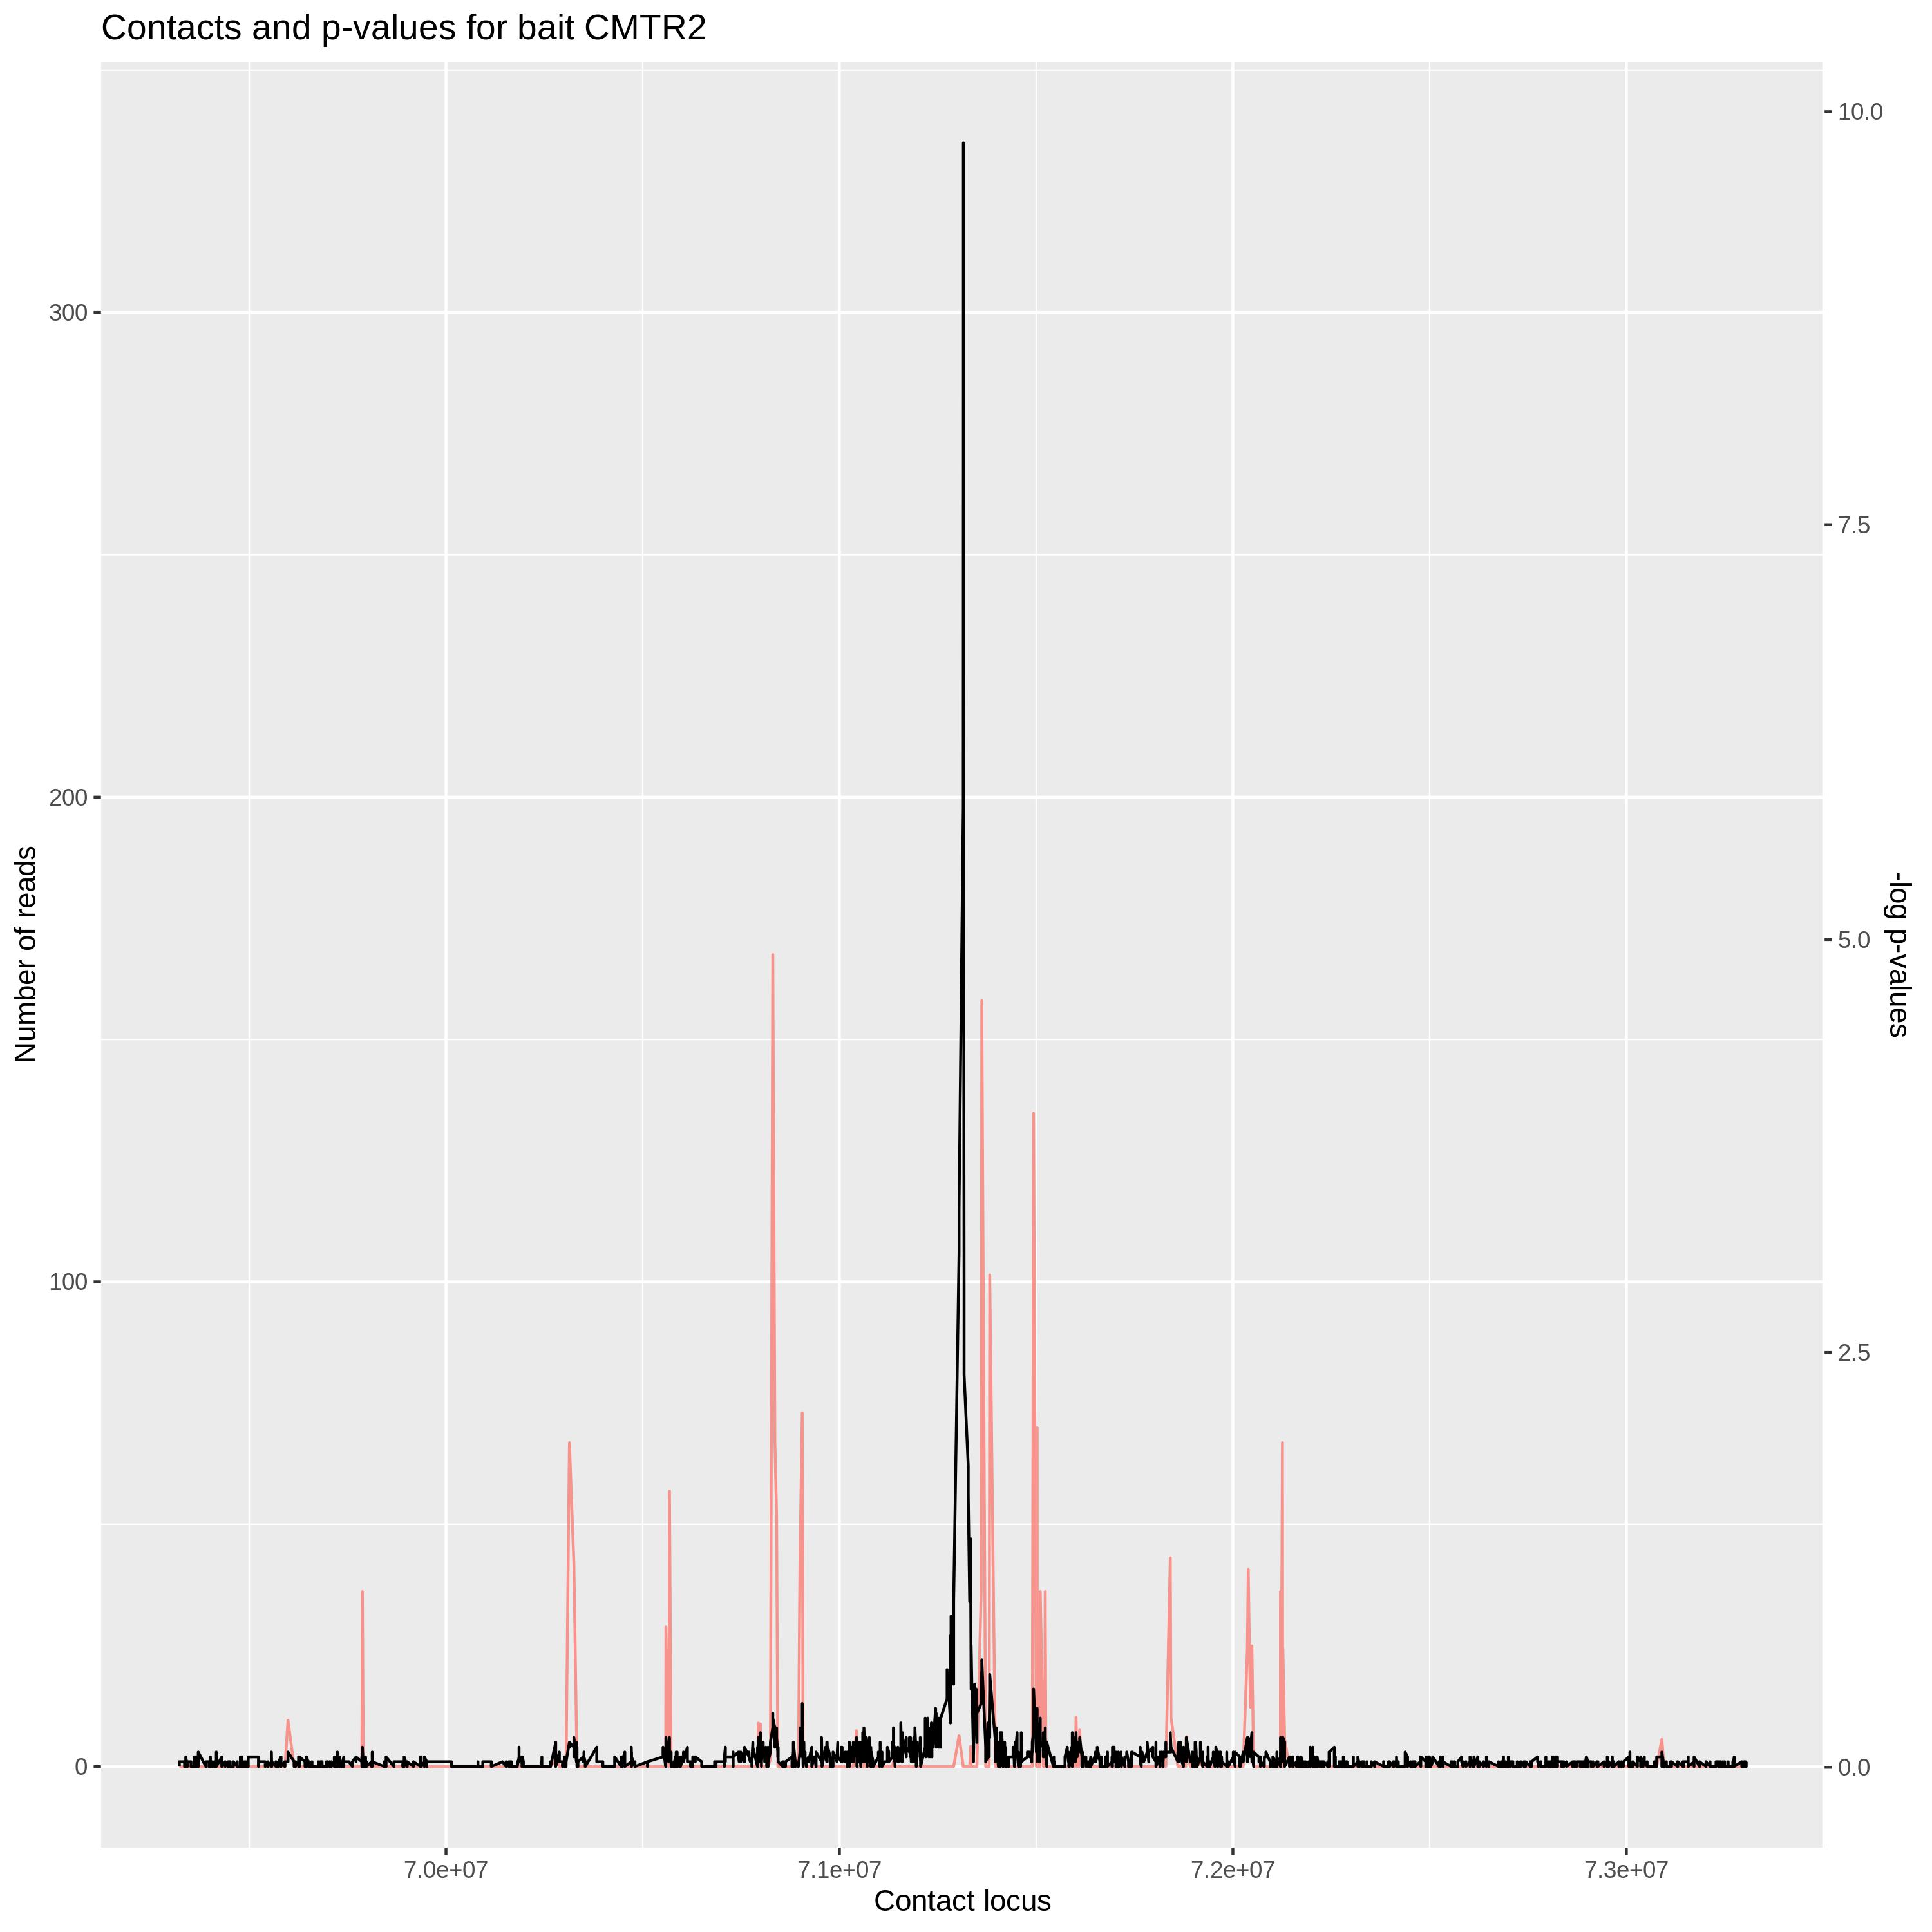 Contacts and p-values for bait CMTR2
Number of reads
300
200
100
0
10.0
7.5
5.0
2.5
0.0
-log p-values
7.0e+07
7.1e+07
7.2e+07
7.3e+07
Contact locus